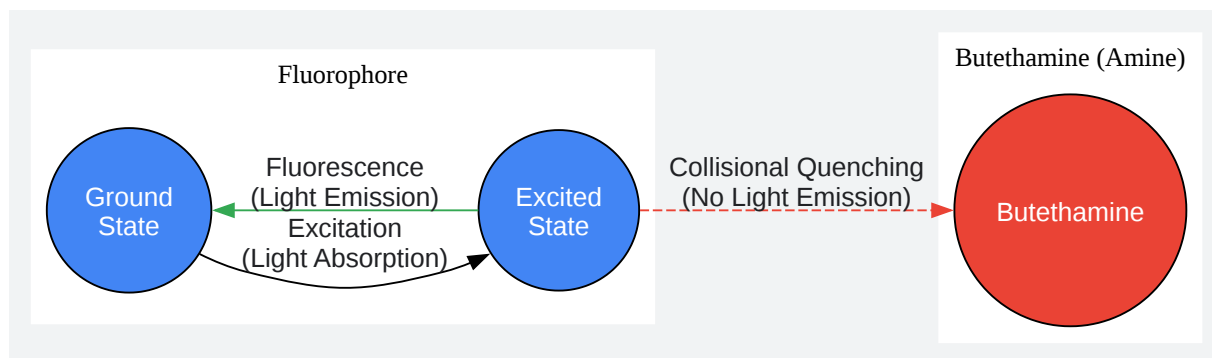 Fluorophore
Butethamine (Amine)
Ground
State
Fluorescence
(Light Emission)
Excitation
(Light Absorption)
Excited
State
Collisional Quenching
(No Light Emission)
Butethamine